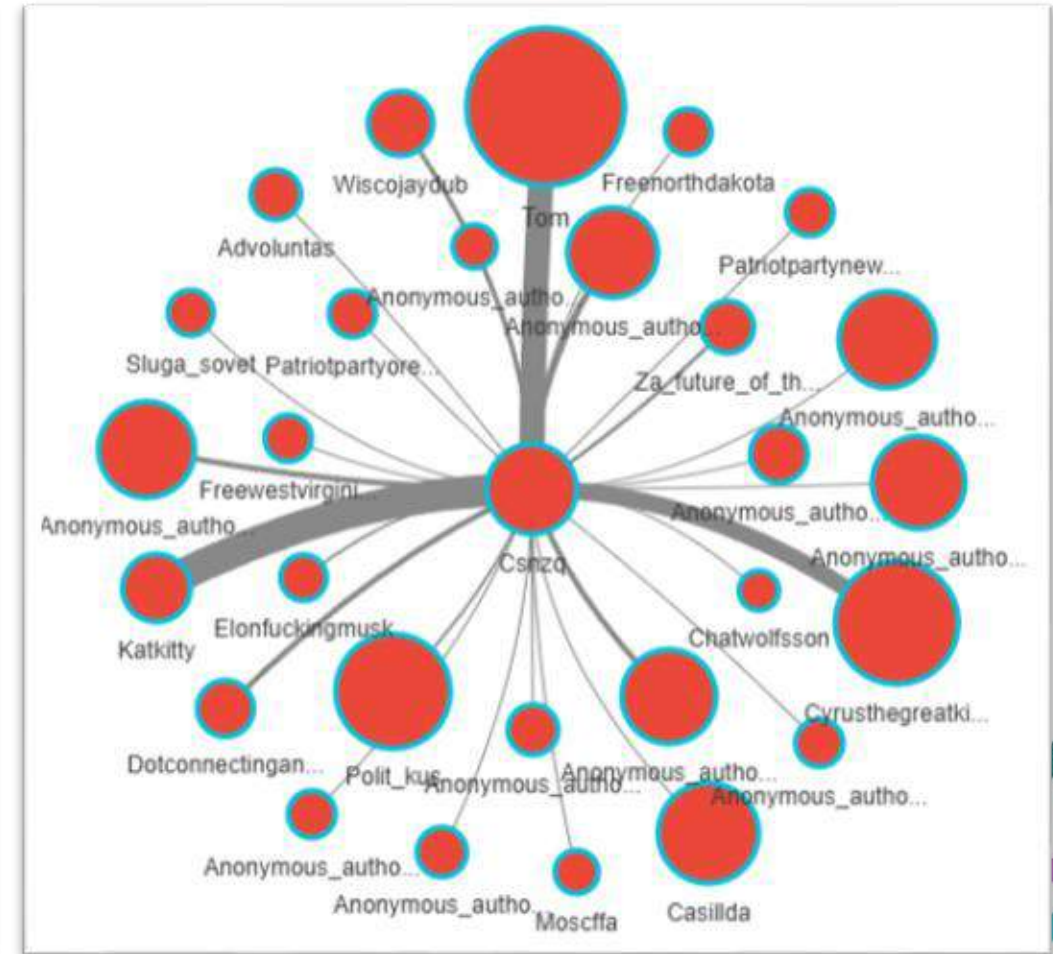 Wiscojaydub
Freenorthdakota
Tom
Advoluntas
Patriotpartynew...
Anonymous_autho...
Anonymous_autho...
Sluga_sovet
Patriotpartyore...
Za_future_of_th...
Anonymous_autho...
Freewestvirgini...
Anonymous_autho...
Anonymous_autho...
Anonymous_autho...
Csnzq
Elonfuckingmusk
Chatwolfsson
Katkitty
Cyrusthegreatki...
Dotconnectingan...
Polit_kus
Anonymous_autho...
Anonymous_autho...
Anonymous_autho...
Anonymous_autho...
Anonymous_autho...
Moscffa
Casillda